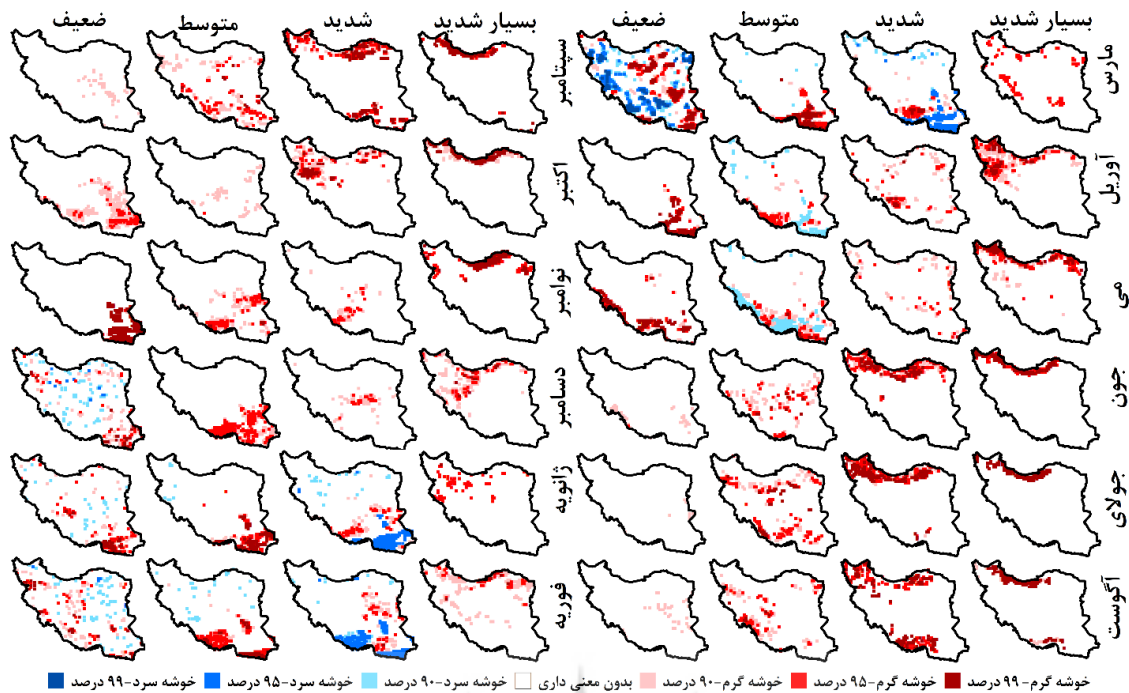 بسیار شدید شدید متوسط ضعیف بسیار شدید شدید متوسط ضعیف
مارس سپتامبر
آوریل اکتبر
می نوامبر
جون دسامبر
جولای ژانویه
آگوست فوریه
خوشه گرم-۹۹ درصد خوشه گرم-۹۵ درصد خوشه گرم-۹۰ درصد بدون معنی داری خوشه سرد-۹۰ درصد خوشه سرد-۹۵ درصد خوشه سرد-۹۹ درصد